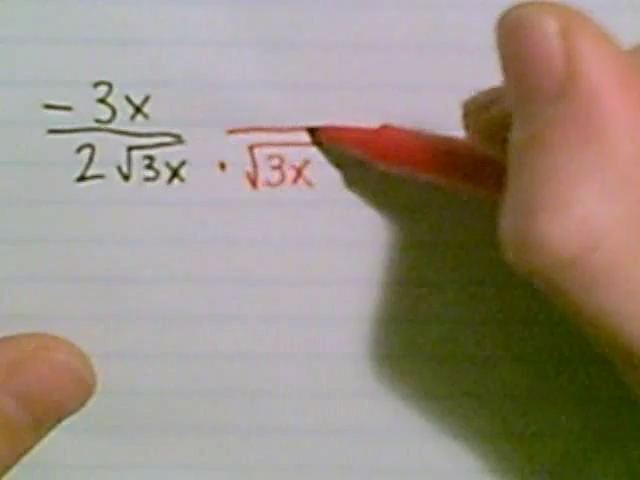 - 3x
2√3x · √3x